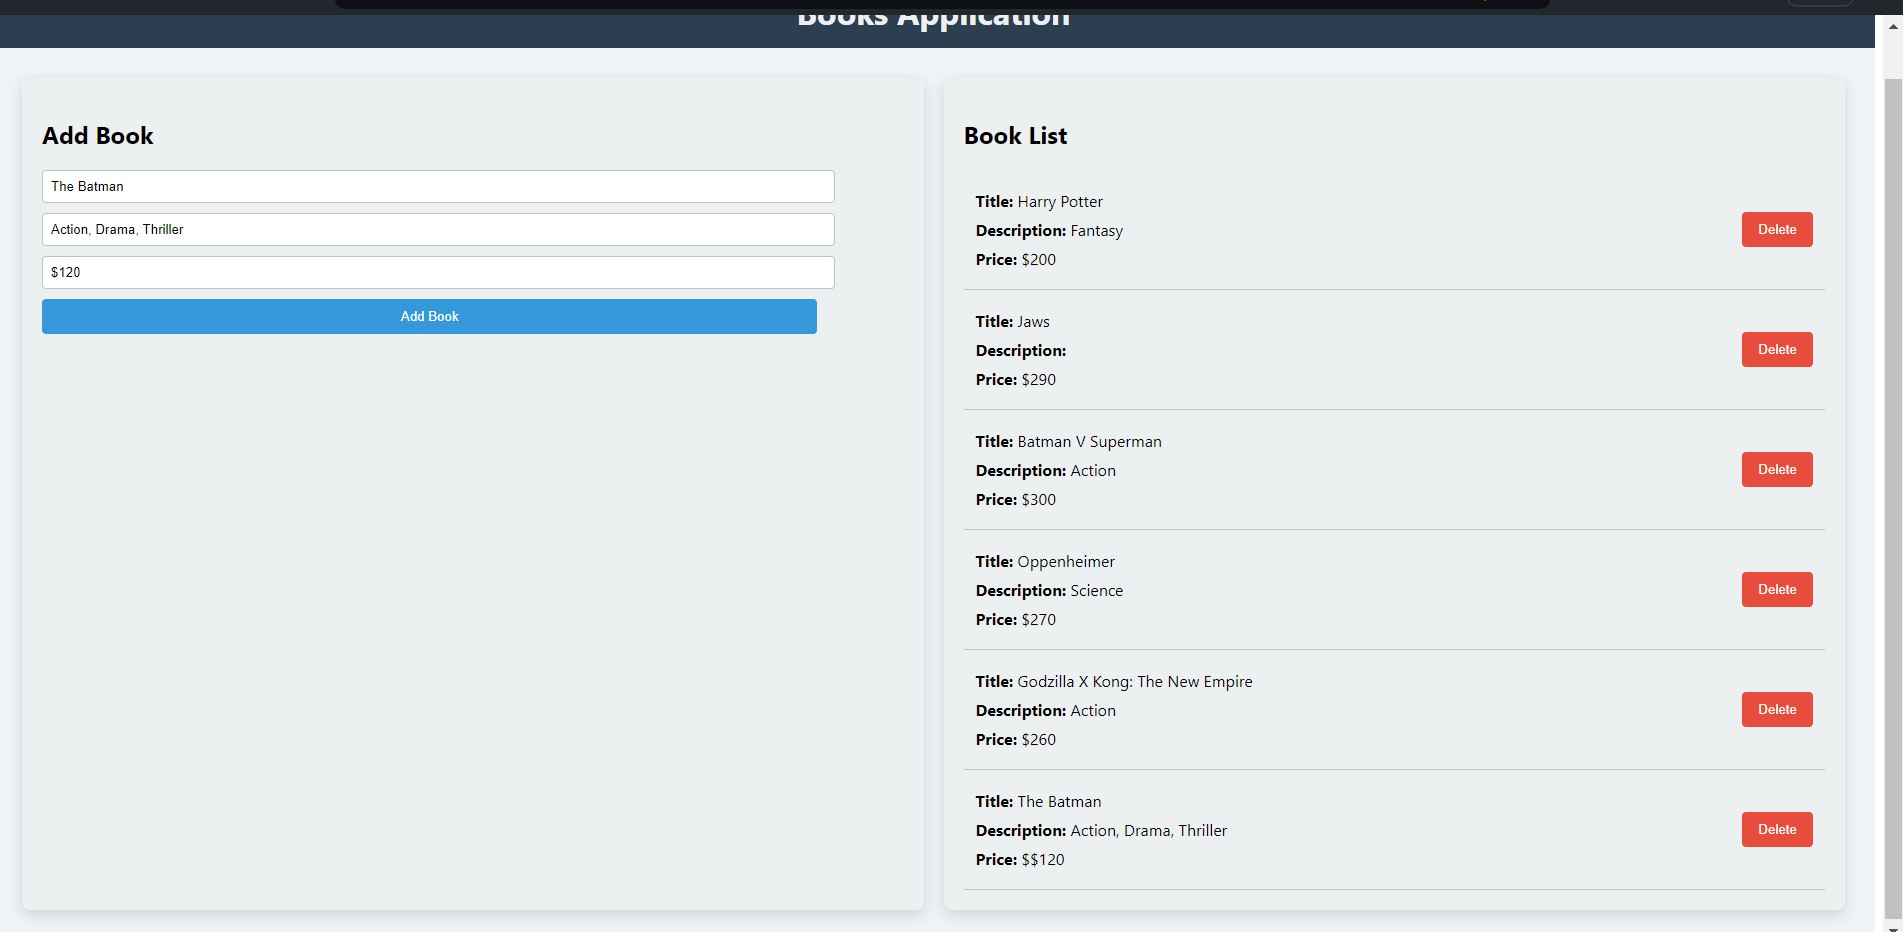 Books Application
Add Book
The Batman
Action, Drama, Thriller
$120
Add Book
Book List
Title: Harry Potter
Description: Fantasy
Price: $200
Delete
Title: Jaws
Description:
Price: $290
Delete
Title: Batman V Superman
Description: Action
Price: $300
Delete
Title: Oppenheimer
Description: Science
Price: $270
Delete
Title: Godzilla X Kong: The New Empire
Description: Action
Price: $260
Delete
Title: The Batman
Description: Action, Drama, Thriller
Price: $$120
Delete